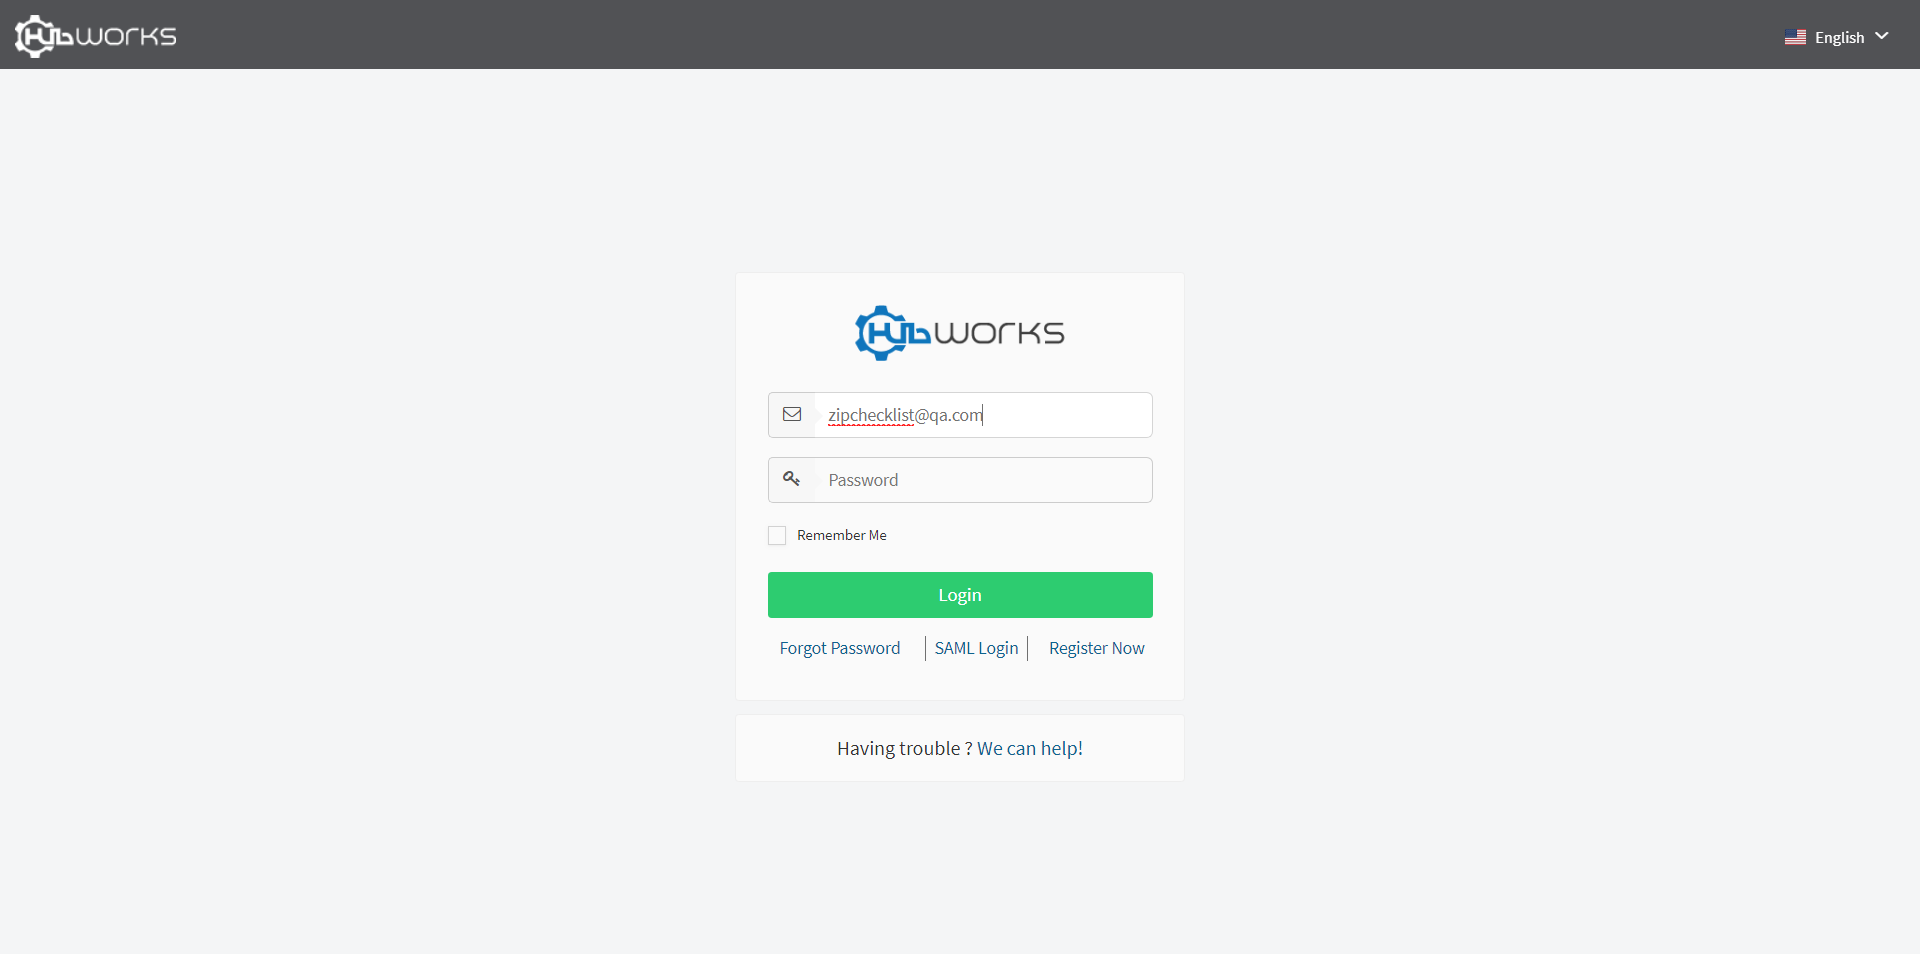 Hubworks
English
Hubworks
zipchecklist@qa.com
Password
Remember Me
Login
Forgot Password SAML Login Register Now
Having trouble ? We can help!